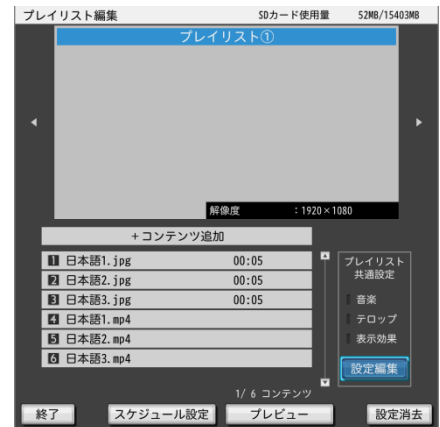 プレイリスト編集 SDカード使用量 52MB/15403MB
プレイリスト①
解像度 : 1920×1080
+コンテンツ追加
1 日本語1.jpg 00:05
2 日本語2.jpg 00:05
3 日本語3.jpg 00:05
4 日本語1.mp4
5 日本語2.mp4
6 日本語3.mp4
1/ 6 コンテンツ
プレイリスト
共通設定
音楽
テロップ
表示効果
設定編集
終了 スケジュール設定 プレビュー 設定消去